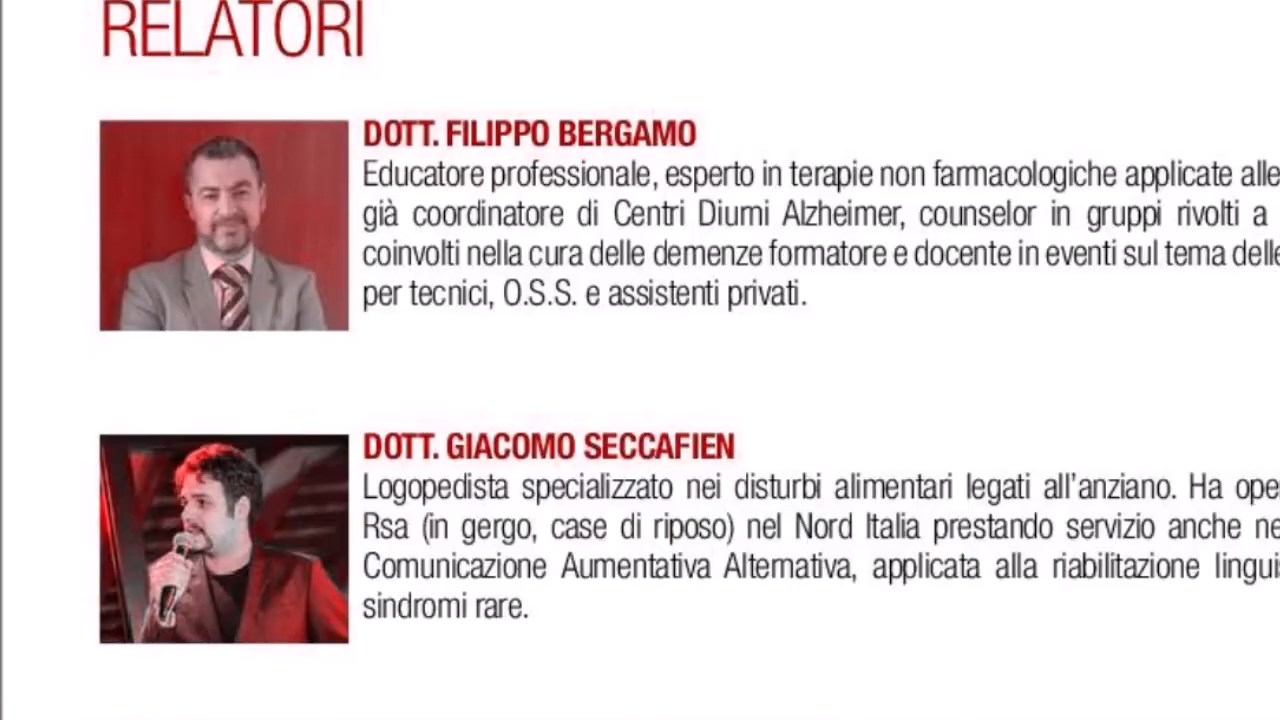 RELATORI
DOTT. FILIPPO BERGAMO
Educatore professionale, esperto in terapie non farmacologiche applicate alle
già coordinatore di Centri Diurni Alzheimer, counselor in gruppi rivolti a
coinvolti nella cura delle demenze formatore e docente in eventi sul tema delle
per tecnici, O.S.S. e assistenti privati.
DOTT. GIACOMO SECCAFIEN
Logopedista specializzato nei disturbi alimentari legati all'anziano. Ha ope
Rsa (in gergo, case di riposo) nel Nord Italia prestando servizio anche ne
Comunicazione Aumentativa Alternativa, applicata alla riabilitazione lingui
sindromi rare.